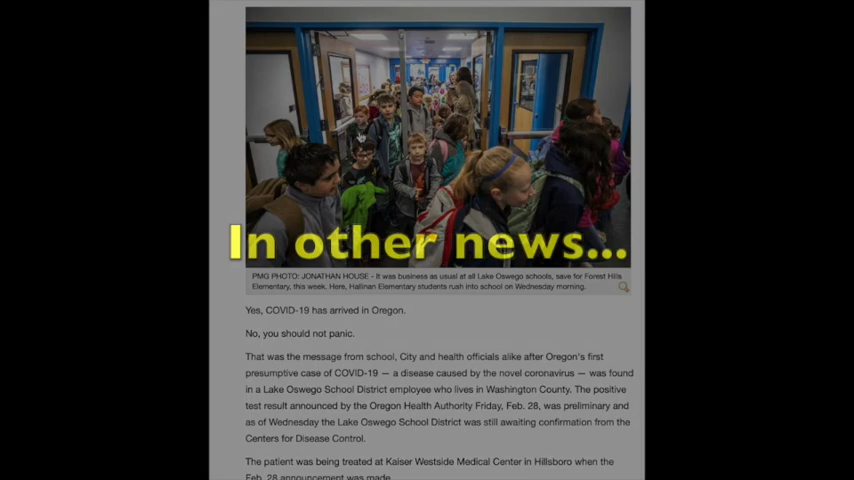 In other news...
PMG PHOTO: JONATHAN HOUSE - It was business as usual at all Lake Oswego schools, save for Forest Hills
Elementary, this week. Here, Hallinan Elementary students rush into school on Wednesday morning.
Yes, COVID-19 has arrived in Oregon.
No, you should not panic.
That was the message from school, City and health officials alike after Oregon's first
presumptive case of COVID-19 — a disease caused by the novel coronavirus — was found
in a Lake Oswego School District employee who lives in Washington County. The positive
test result announced by the Oregon Health Authority Friday, Feb. 28, was preliminary and
as of Wednesday the Lake Oswego School District was still awaiting confirmation from the
Centers for Disease Control.
The patient was being treated at Kaiser Westside Medical Center in Hillsboro when the
Feb. 28 announcement was made